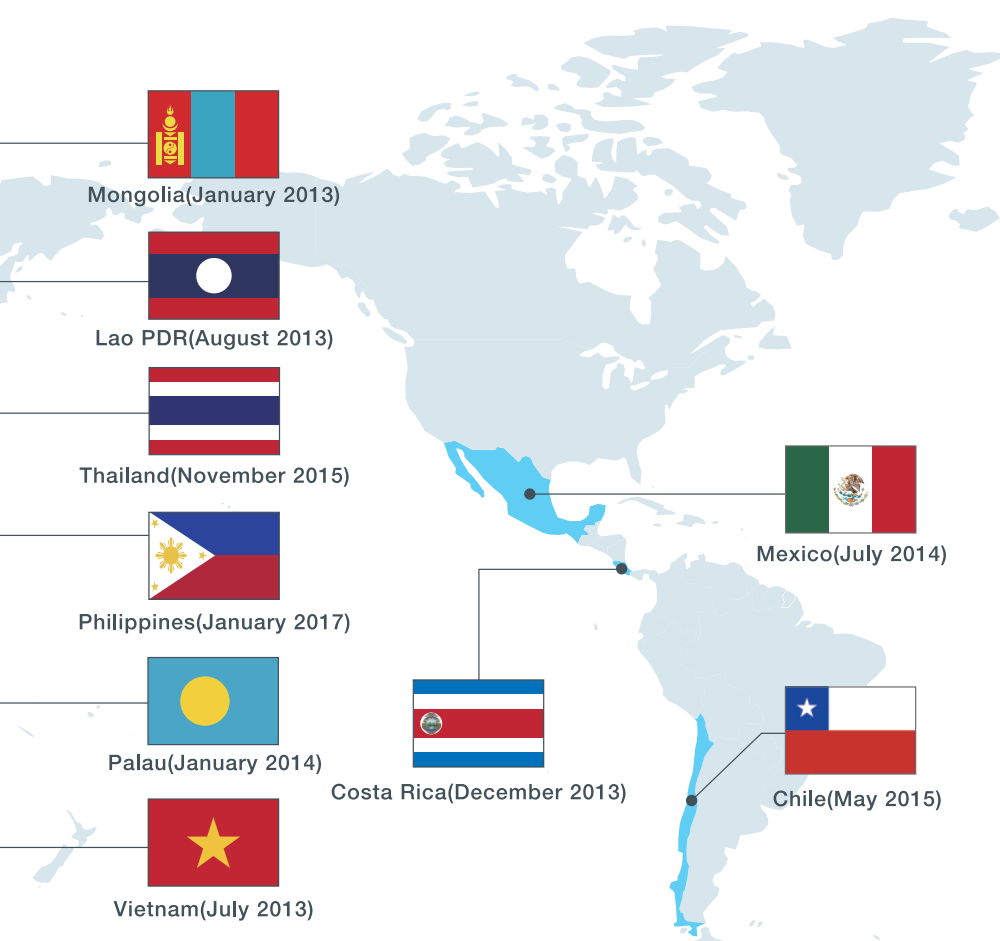 Mongolia(January 2013)
Lao PDR(August 2013)
Thailand(November 2015)
Philippines(January 2017)
Palau(January 2014)
Vietnam(July 2013)
Mexico(July 2014)
Costa Rica(December 2013)
Chile(May 2015)